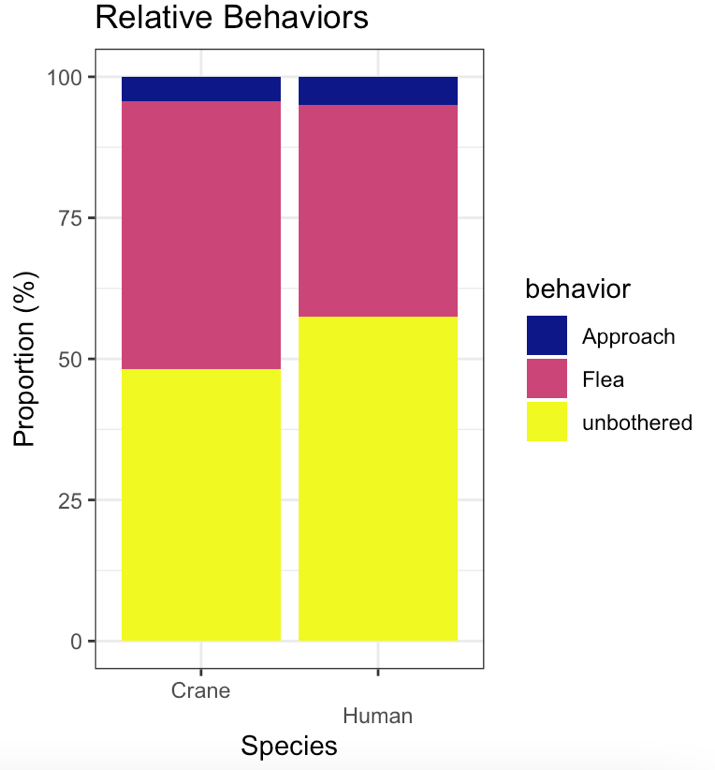 Relative Behaviors
100
75
50
25
0
Proportion (%)
Crane
Human
Species
behavior
Approach
Flea
unbothered